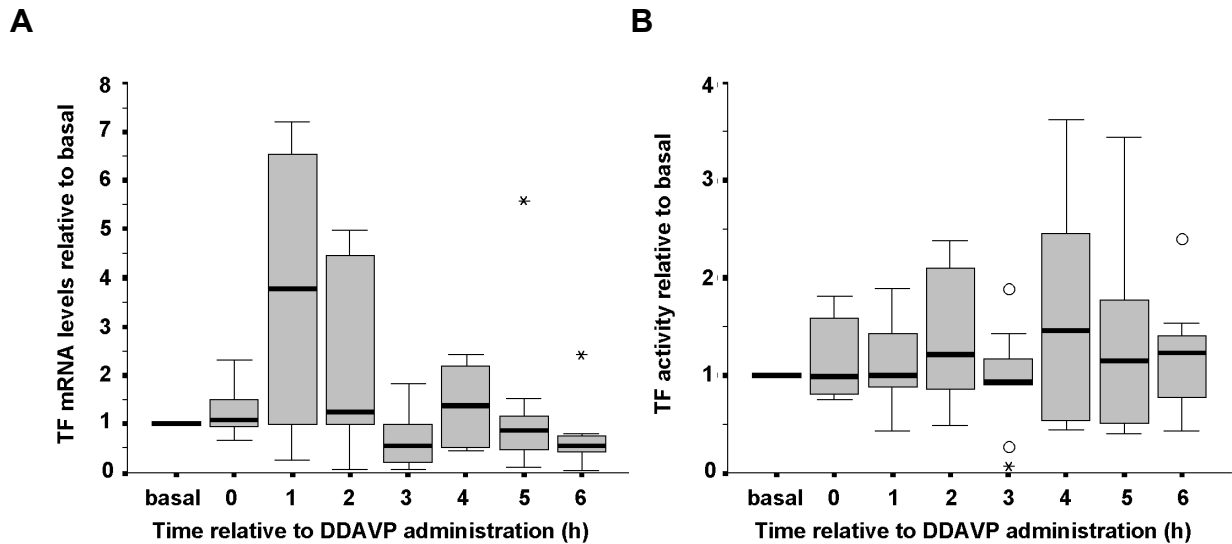 A
TF mRNA levels relative to basal
8
7
6
5
4
3
2
1
0
basal 0 1 2 3 4 5 6
Time relative to DDAVP administration (h)
B
TF activity relative to basal
4
3
2
1
0
basal 0 1 2 3 4 5 6
Time relative to DDAVP administration (h)